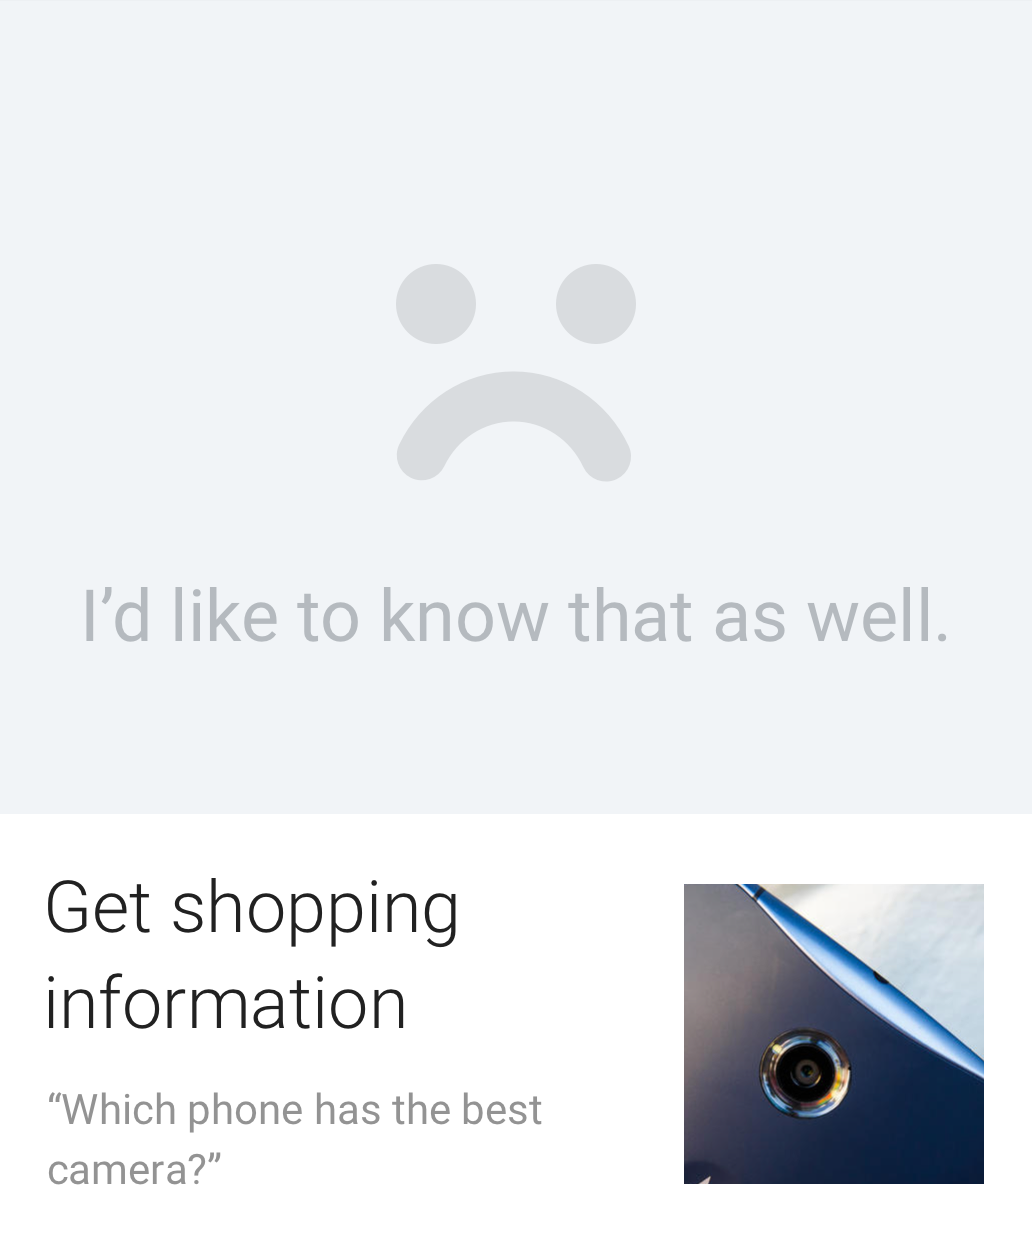 I’d like to know that as well.
Get shopping
information
“Which phone has the best
camera?”